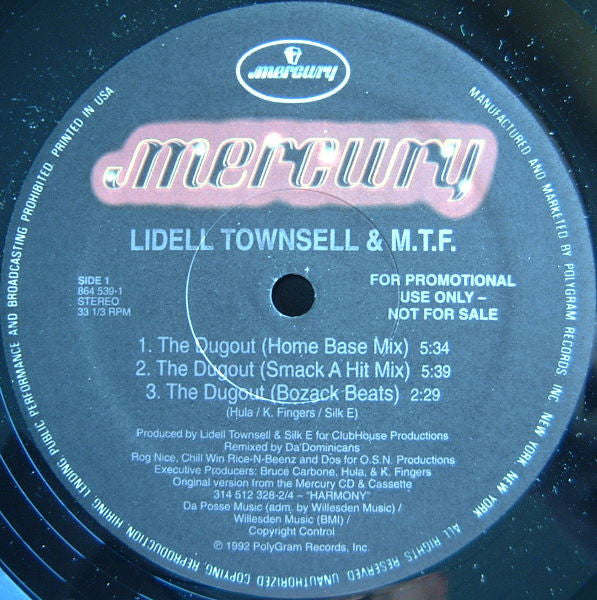 mercury
mercury
LIDELL TOWNSELL & M.T.F.
SIDE 1
864 539-1
STEREO
33 1/3 RPM
FOR PROMOTIONAL
USE ONLY –
NOT FOR SALE
1. The Dugout (Home Base Mix) 5:34
2. The Dugout (Smack A Hit Mix) 5:39
3. The Dugout (Bozack Beats) 2:29
(Hula / K. Fingers / Silk E)
Produced by Lidell Townsell & Silk E for ClubHouse Productions
Remixed by Da'Dominicans
Rog Nice, Chill Win Rice-N-Beenz and Dos for O.S.N. Productions
Executive Producers: Bruce Carbone, Hula, & K. Fingers
Original version from the Mercury CD & Cassette
314 512 328-2/4 – "HARMONY"
Da Posse Music (adm. by Willesden Music) /
Willesden Music (BMI) /
Copyright Control
℗ 1992 PolyGram Records, Inc.
MANUFACTURED AND MARKETED BY POLYGRAM RECORDS INC. NEW YORK, NEW YORK
ALL RIGHTS RESERVED. UNAUTHORIZED COPYING, REPRODUCTION, HIRING, LENDING, PUBLIC PERFORMANCE AND BROADCASTING PROHIBITED. PRINTED IN USA